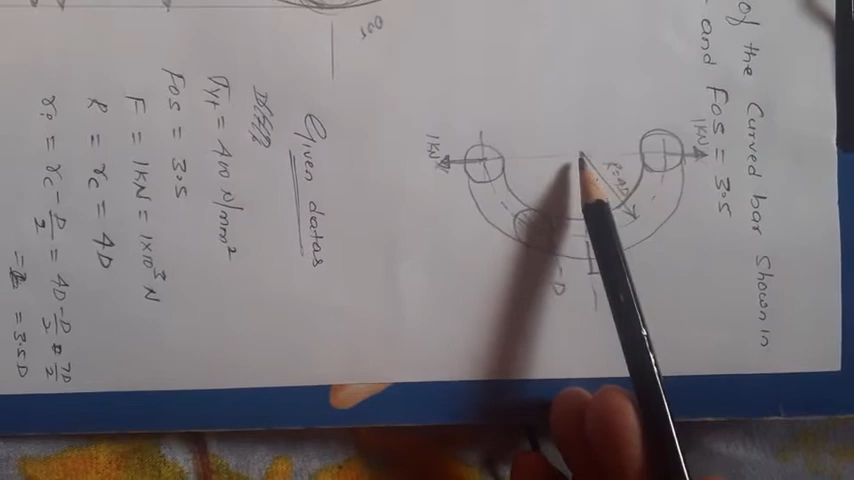 of the Curved bar Shown in
and FOS = 3.5
1KN
1KN
R=4D
D
Given datas
σyt = 400 N/mm²
FOS = 3.5
F = 1KN = 1×10³ N
R = rc = 4D
ri = rc - D/2 = 4D - D/2 = 7D/2
= 3.5D